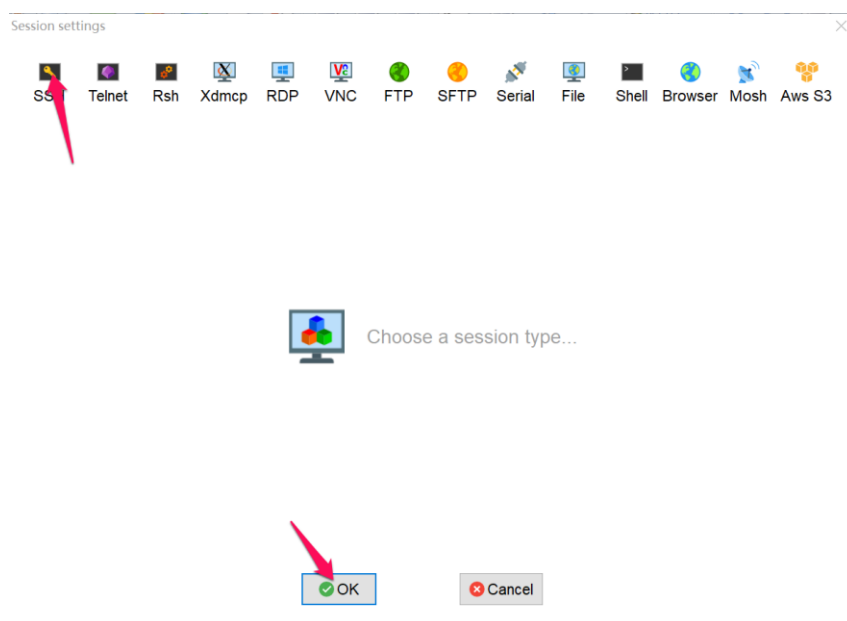 Session settings
Telnet Rsh Xdmcp RDP VNC FTP SFTP Serial File Shell Browser Mosh Aws S3
Choose a session type...
OK Cancel